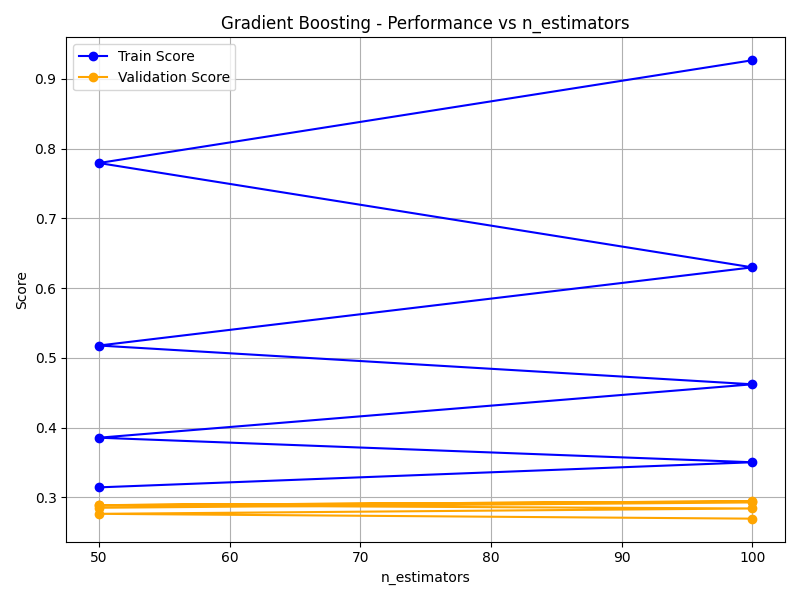 Gradient Boosting - Performance vs n_estimators
Train Score
Validation Score
Score
0.9
0.8
0.7
0.6
0.5
0.4
0.3
50 60 70 80 90 100
n_estimators